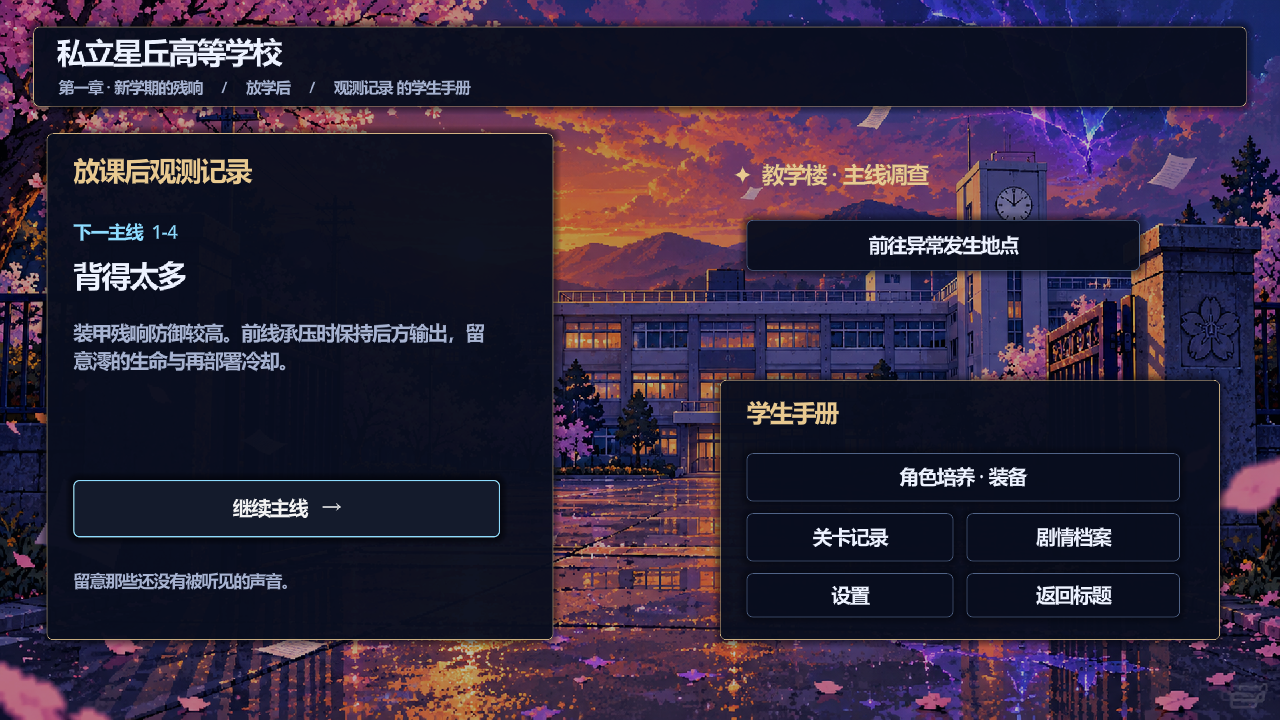 私立星丘高等学校
第一章 · 新学期的残响 / 放学后 / 观测记录 的学生手册
放课后观测记录
下一主线 1-4
背得太多
装甲残响防御较高。前线承压时保持后方输出，留
意澪的生命与再部署冷却。
继续主线 →
留意那些还没有被听见的声音。
✦ 教学楼 · 主线调查
前往异常发生地点
学生手册
角色培养 · 装备
关卡记录
剧情档案
设置
返回标题